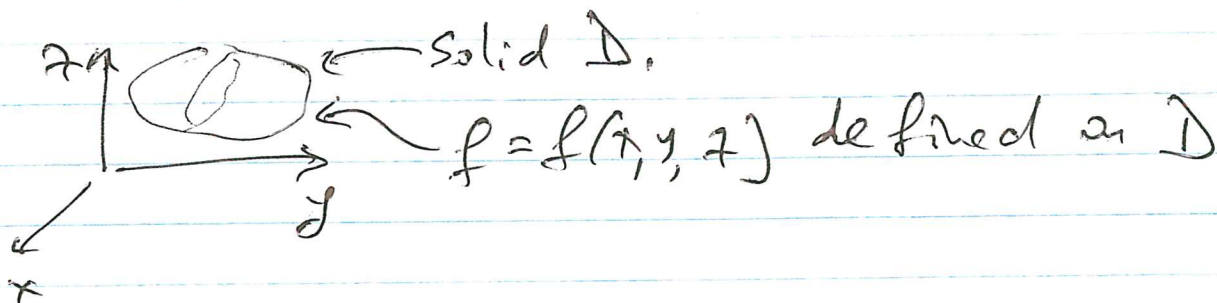 z
Solid D.
f = f(x, y, z) defined on D
y
x